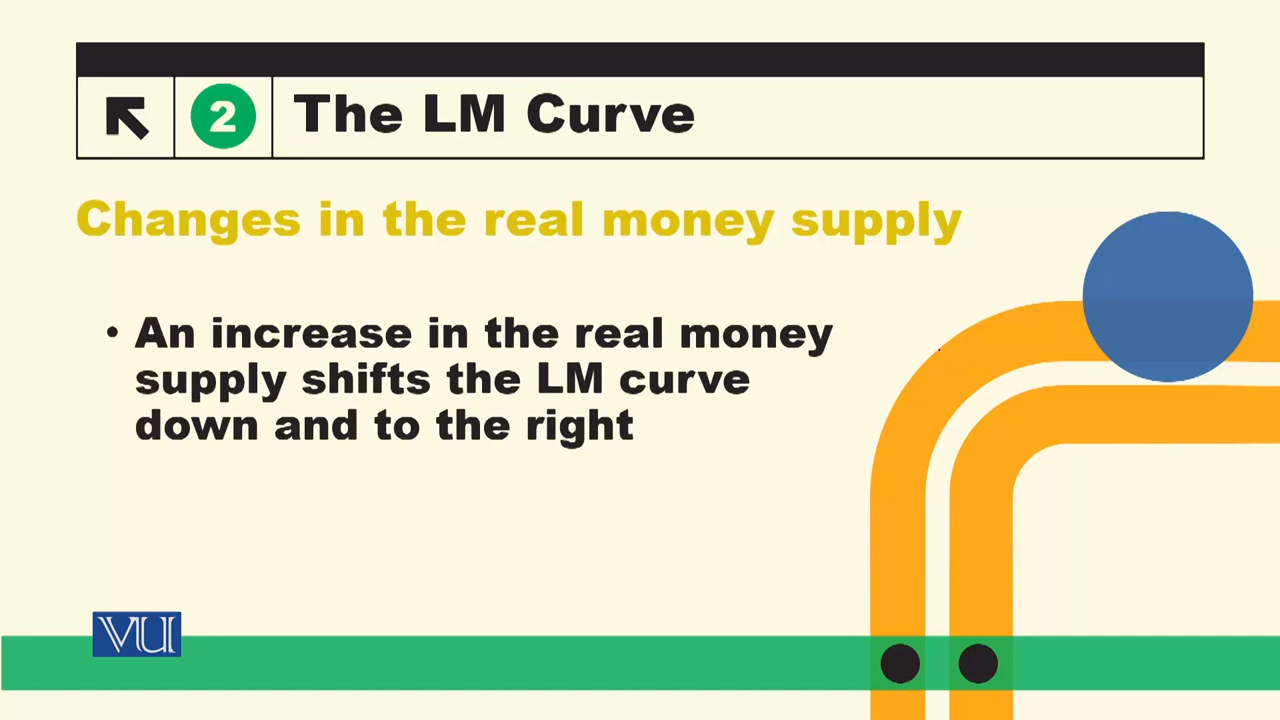 2
The LM Curve
Changes in the real money supply
• An increase in the real money
supply shifts the LM curve
down and to the right
VU